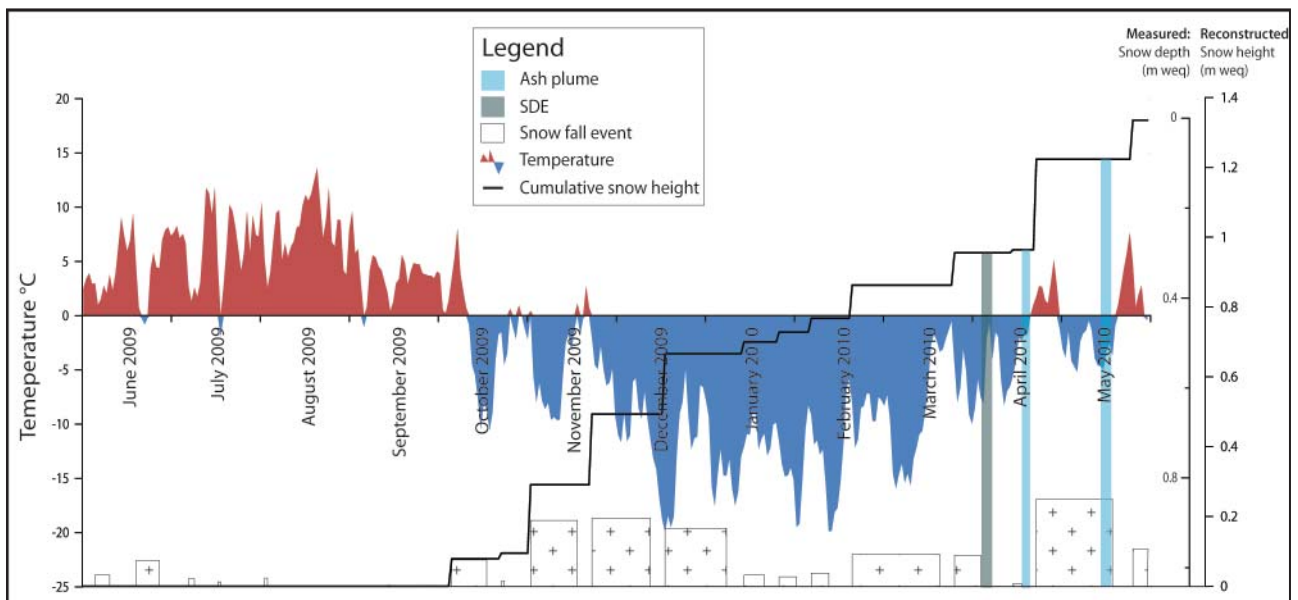 Measured: Reconstructed
Snow depth Snow height
(m weq) (m weq)
Legend
Ash plume
SDE
Snow fall event
Temperature
Cumulative snow height
Temeperature °C
20
15
10
5
0
-5
-10
-15
-20
-25
June 2009
July 2009
August 2009
September 2009
October 2009
November 2009
December 2009
January 2010
February 2010
March 2010
April 2010
May 2010
0
0.4
0.8
1.4
1.2
1
0.8
0.6
0.4
0.2
0